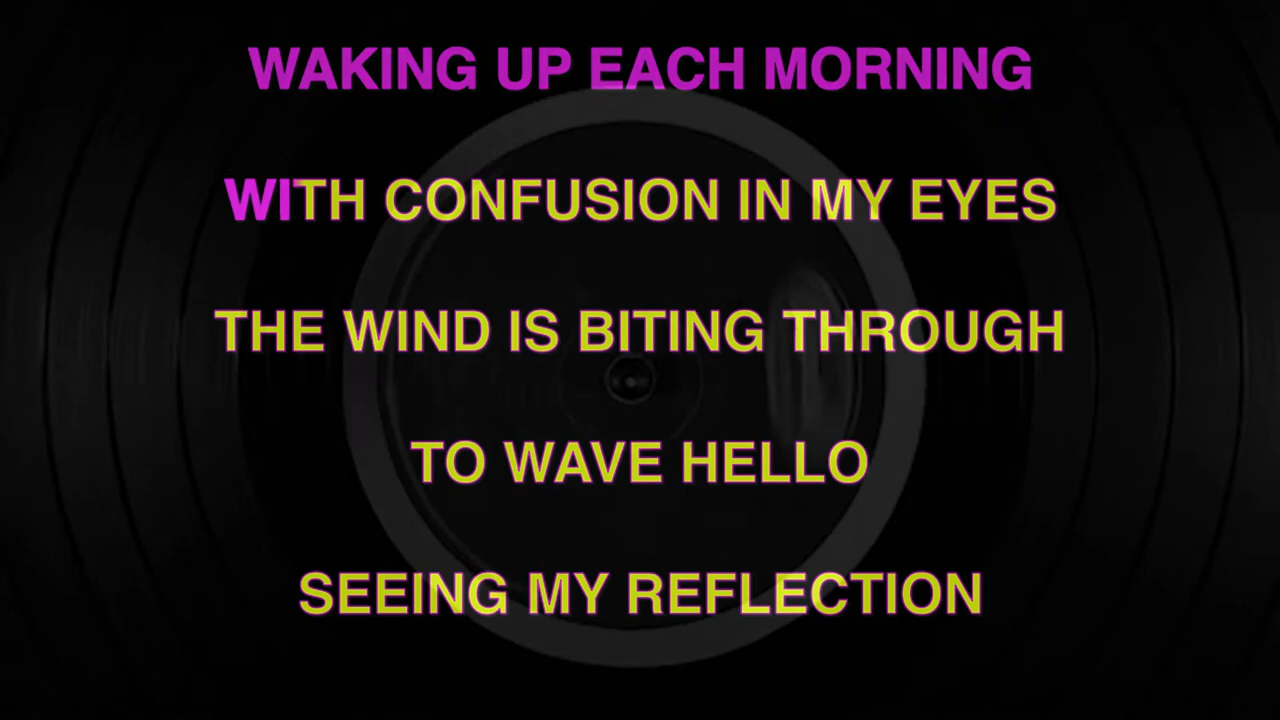 WAKING UP EACH MORNING
WITH CONFUSION IN MY EYES
THE WIND IS BITING THROUGH
TO WAVE HELLO
SEEING MY REFLECTION